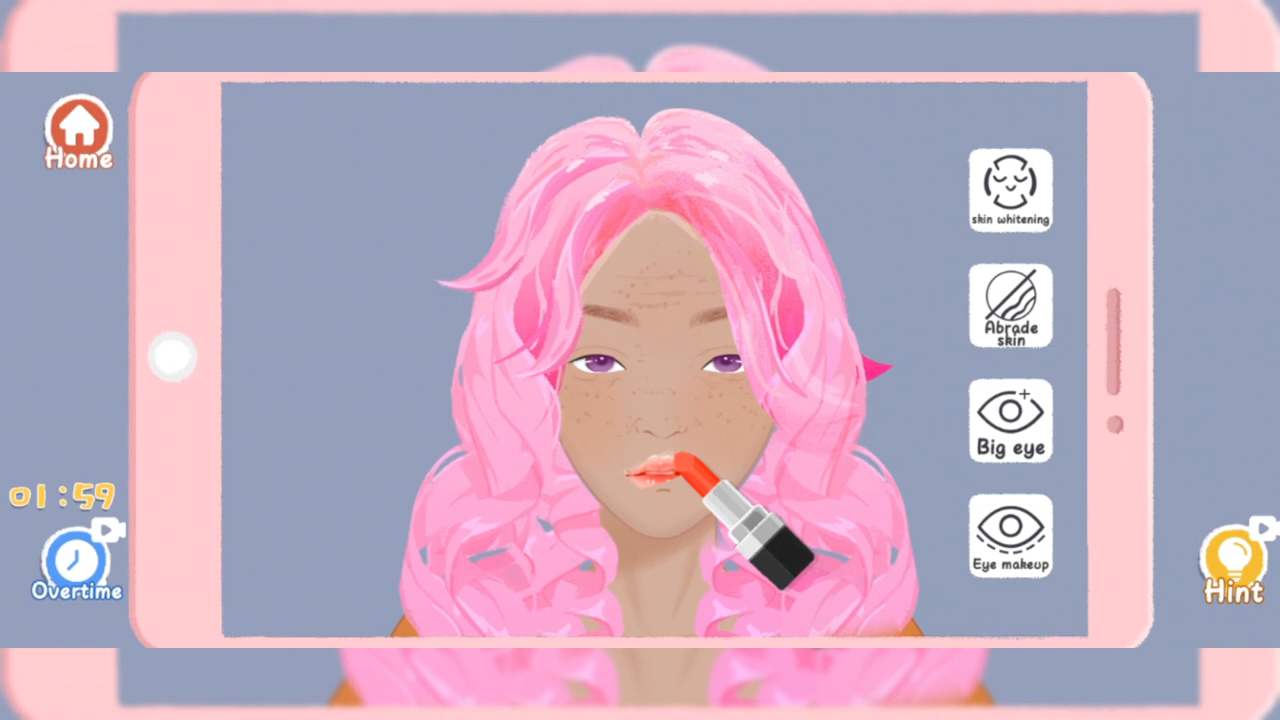 Home
skin whitening
Abrade
skin
Big eye
01:59
Overtime
Eye makeup
Hint